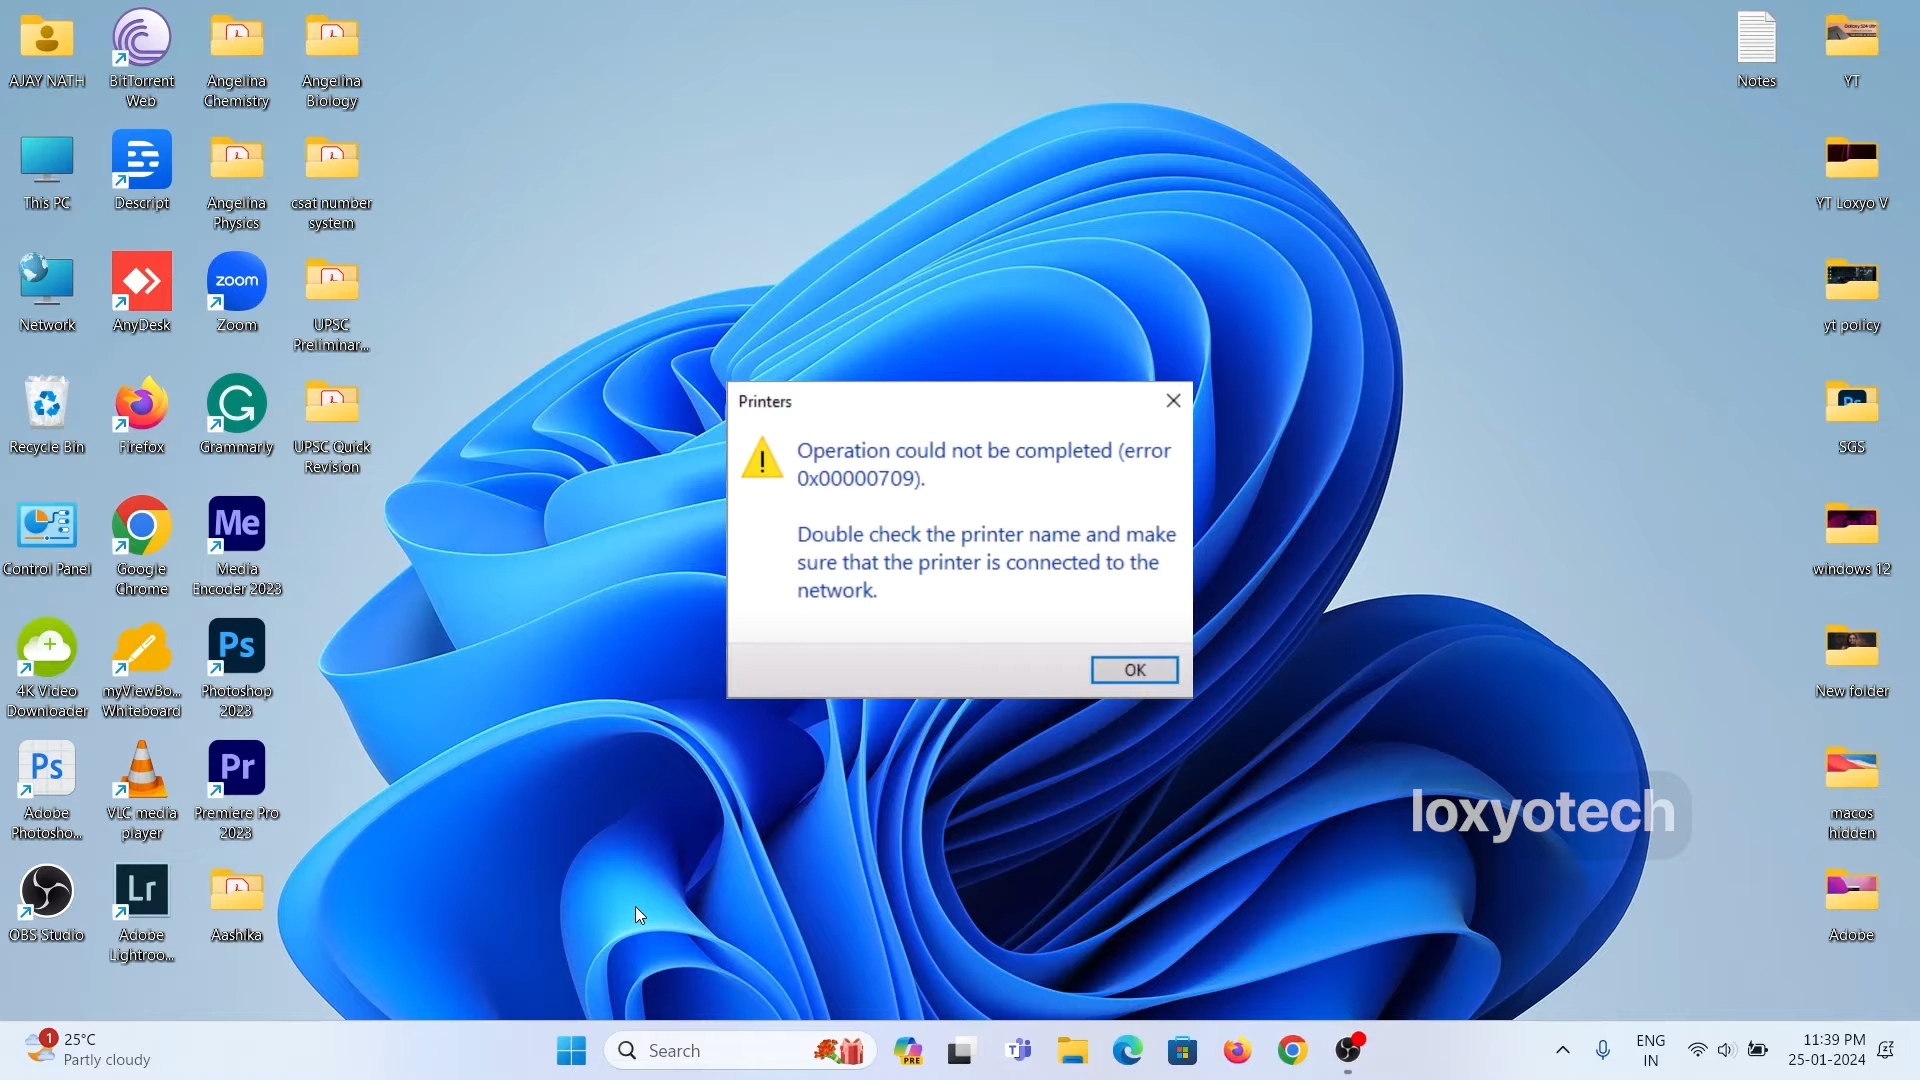 AJAY NATH
BitTorrent
Web
Angelina
Chemistry
Angelina
Biology
Notes
Galaxy S24 Ultra
YT
This PC
Descript
Angelina
Physics
csat number
system
YT Loxyo V
zoom
Network
AnyDesk
Zoom
UPSC
Preliminar...
yt policy
Recycle Bin
Firefox
Grammarly
UPSC Quick
Revision
Ps
SGS
Printers
Operation could not be completed (error
0x00000709).
Double check the printer name and make
sure that the printer is connected to the
network.
OK
Me
Control Panel
Google
Chrome
Media
Encoder 2023
windows 12
Ps
4K Video
Downloader
myViewBo...
Whiteboard
Photoshop
2023
New folder
Ps
Pr
Adobe
Photosho...
VLC media
player
Premiere Pro
2023
macos
hidden
loxyotech
Lr
OBS Studio
Adobe
Lightroo...
Aashika
Adobe
1
25°C
Partly cloudy
Search
PRE
ENG
IN
11:39 PM
25-01-2024